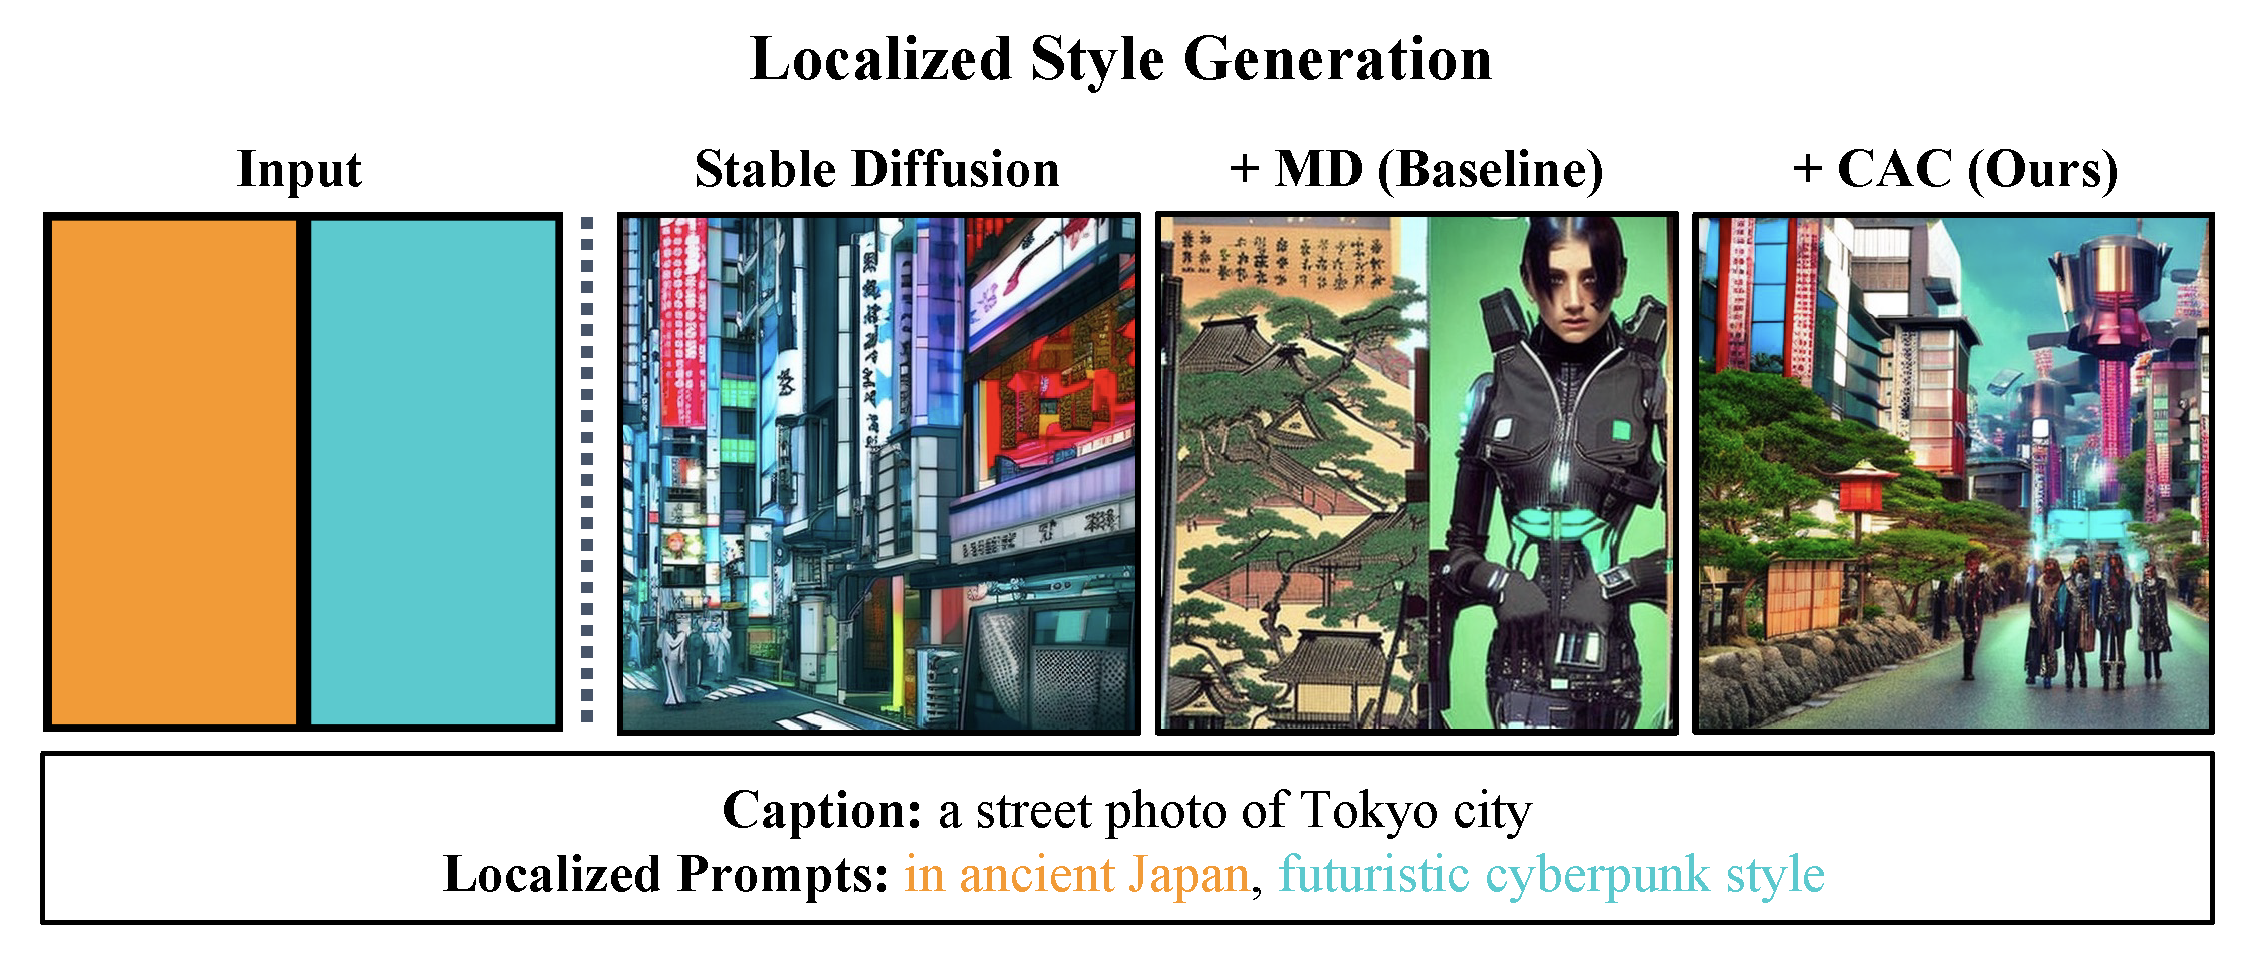 Localized Style Generation
Input
Stable Diffusion
+ MD (Baseline)
+ CAC (Ours)
Caption: a street photo of Tokyo city
Localized Prompts: in ancient Japan, futuristic cyberpunk style